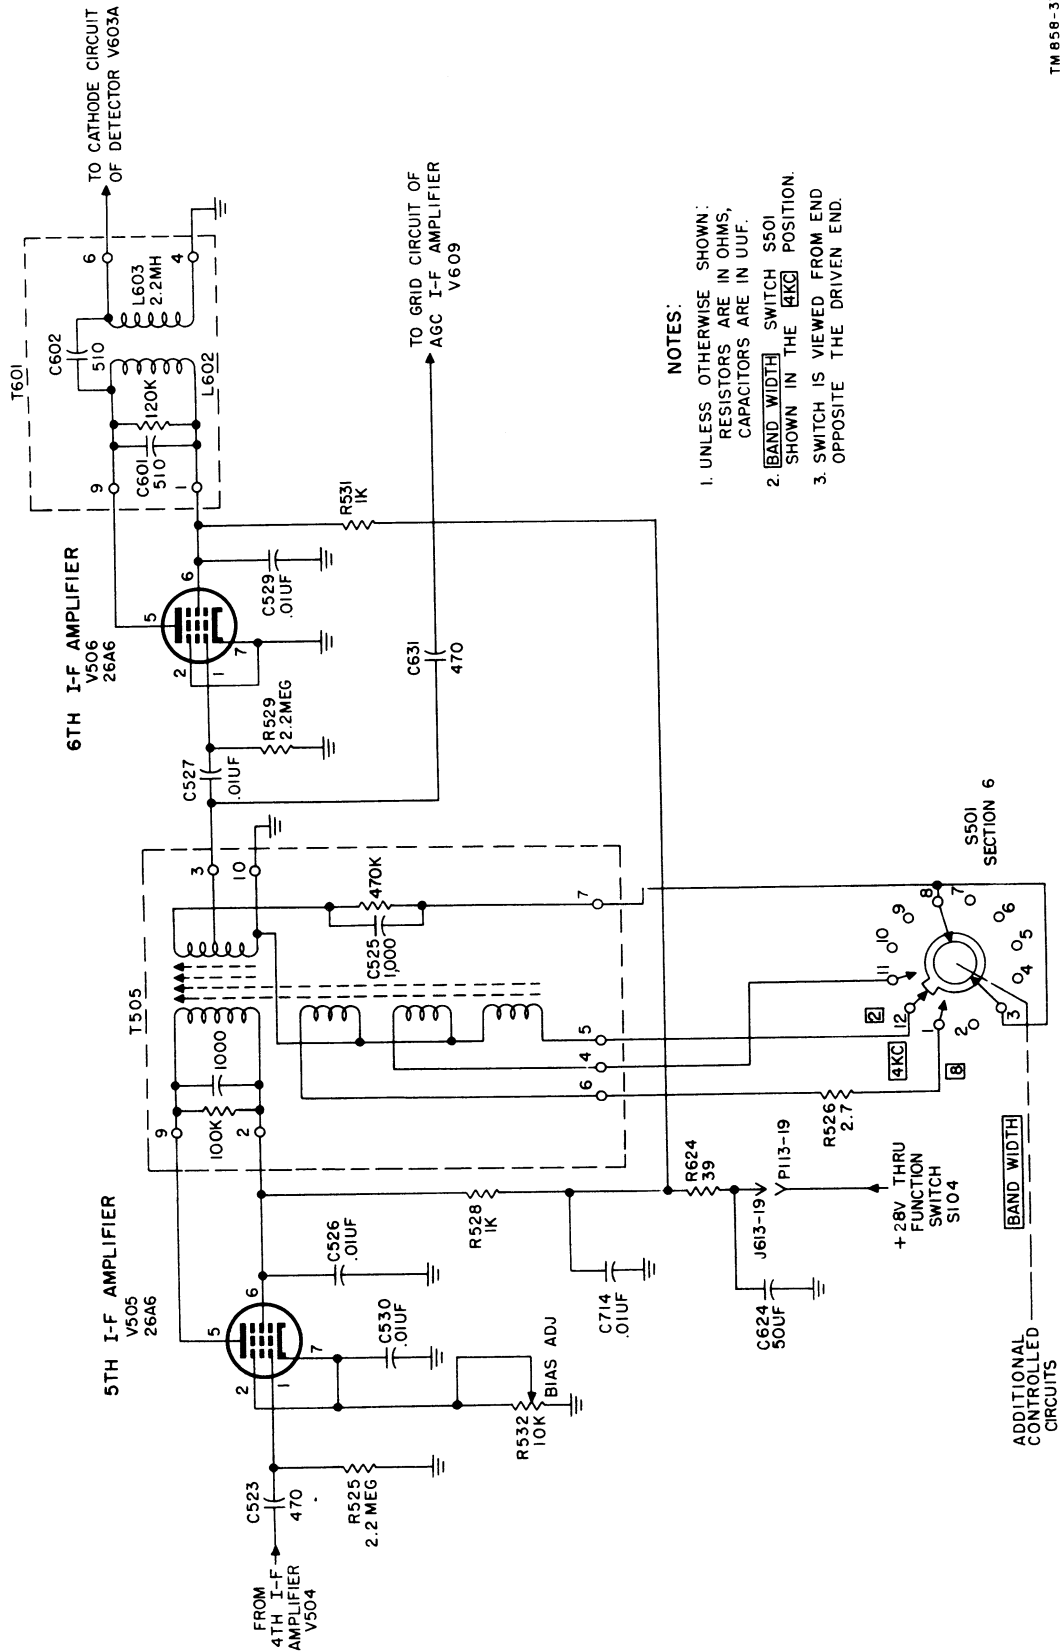 5TH I-F AMPLIFIER
V505
26A6
6TH I-F AMPLIFIER
V506
26A6
T505
T601
FROM
4TH I-F
AMPLIFIER
V504
C523
470
R525
2.2 MEG
2
1
5
6
7
C530
.01UF
C526
.01UF
R532
10K
BIAS ADJ
R528
1K
C714
.01UF
C624
50UF
R624
39
J613-19
P113-19
+28V THRU
FUNCTION
SWITCH
S104
9
2
100K
1000
3
10
C525
1,000
470K
7
6
4
5
R526
2.7
C527
.01UF
R529
2.2MEG
2
1
5
6
7
C529
.01UF
R531
1K
C631
470
9
1
C601
510
120K
L602
C602
510
L603
2.2MH
6
4
TO CATHODE CIRCUIT
OF DETECTOR V603A
TO GRID CIRCUIT OF
AGC I-F AMPLIFIER
V609
S501
SECTION 6
1
2
3
4
5
6
7
8
9
10
11
12
8
4KC
2
BAND WIDTH
ADDITIONAL
CONTROLLED
CIRCUITS
NOTES:
1. UNLESS OTHERWISE SHOWN:
RESISTORS ARE IN OHMS,
CAPACITORS ARE IN UUF.
2. BAND WIDTH SWITCH S501
SHOWN IN THE 4KC POSITION.
3. SWITCH IS VIEWED FROM END
OPPOSITE THE DRIVEN END.
TM 858-3